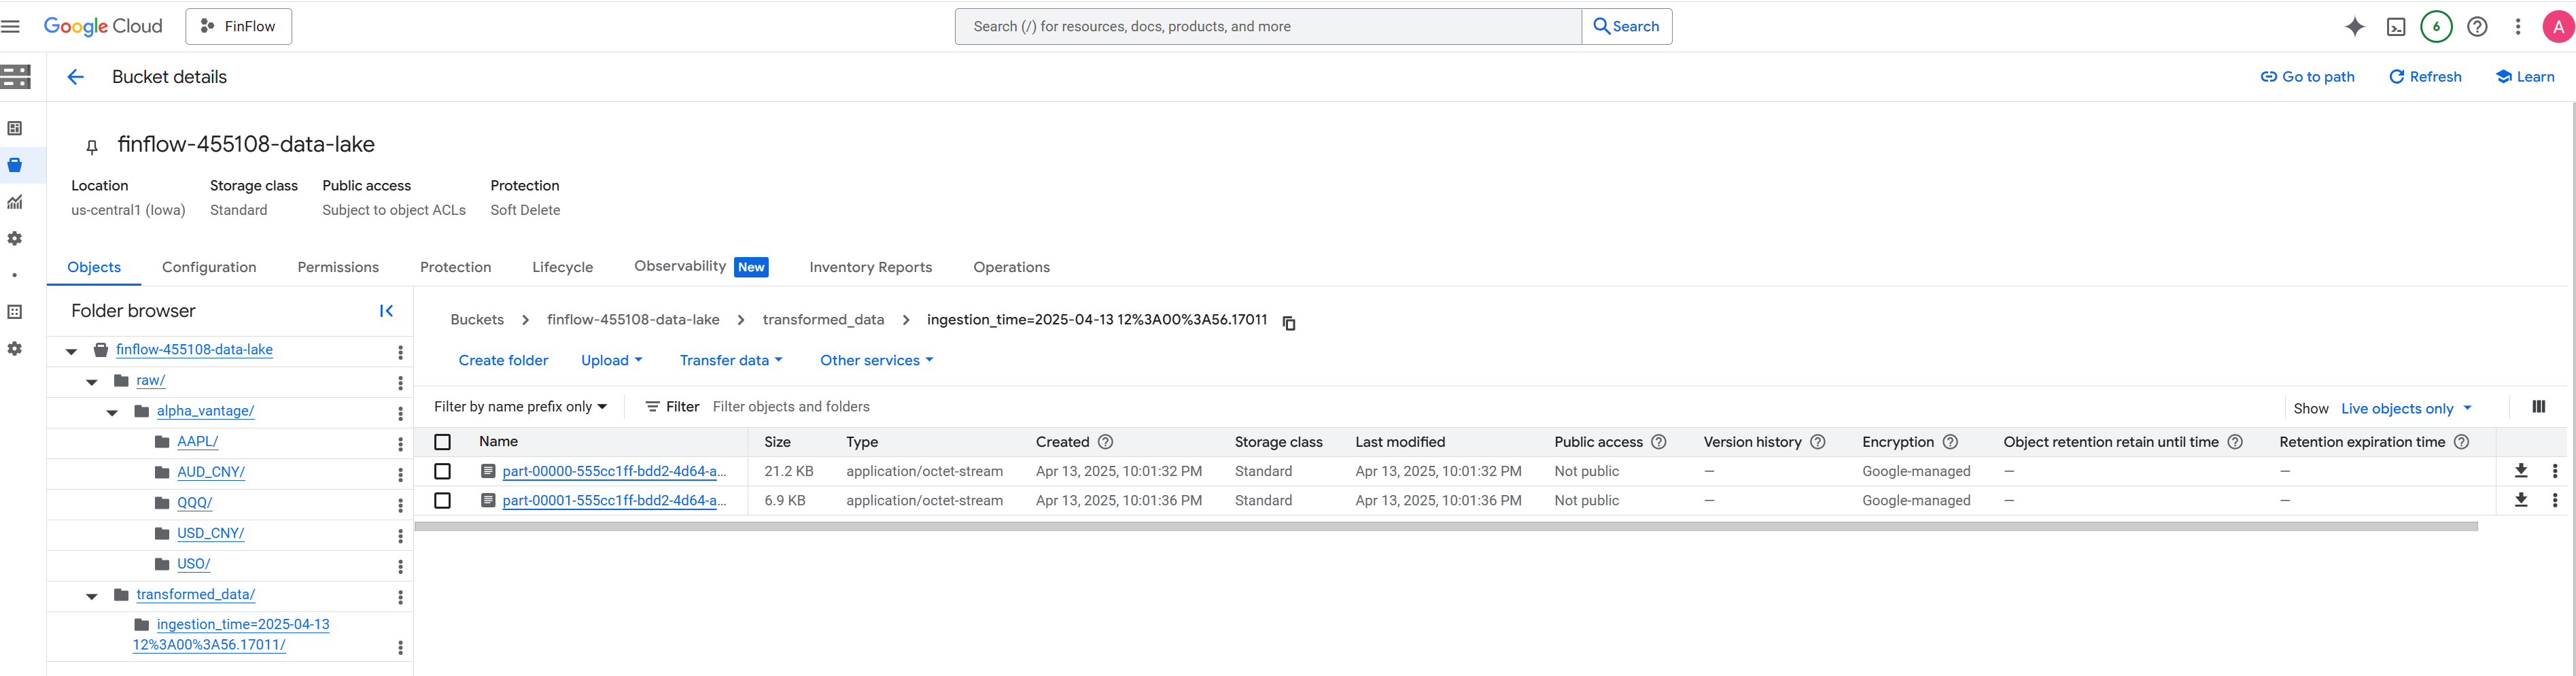 Google Cloud
FinFlow
Search (/) for resources, docs, products, and more
Search
6
A
Bucket details
Go to path
Refresh
Learn
finflow-455108-data-lake
Location Storage class Public access Protection
us-central1 (Iowa) Standard Subject to object ACLs Soft Delete
Objects Configuration Permissions Protection Lifecycle Observability New Inventory Reports Operations
Folder browser
finflow-455108-data-lake
raw/
alpha_vantage/
AAPL/
AUD_CNY/
QQQ/
USD_CNY/
USO/
transformed_data/
ingestion_time=2025-04-13
12%3A00%3A56.17011/
Buckets > finflow-455108-data-lake > transformed_data > ingestion_time=2025-04-13 12%3A00%3A56.17011
Create folder Upload Transfer data Other services
Filter by name prefix only Filter Filter objects and folders Show Live objects only
Name Size Type Created Storage class Last modified Public access Version history Encryption Object retention retain until time Retention expiration time
part-00000-555cc1ff-bdd2-4d64-a... 21.2 KB application/octet-stream Apr 13, 2025, 10:01:32 PM Standard Apr 13, 2025, 10:01:32 PM Not public — Google-managed — —
part-00001-555cc1ff-bdd2-4d64-a... 6.9 KB application/octet-stream Apr 13, 2025, 10:01:36 PM Standard Apr 13, 2025, 10:01:36 PM Not public — Google-managed — —